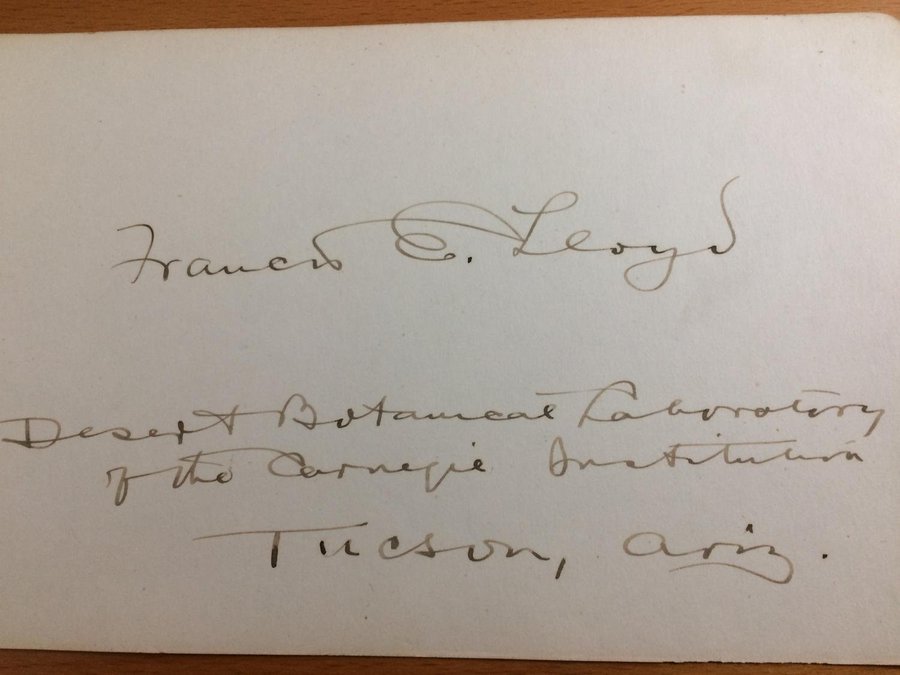 Francis E. Lloyd
Desert Botanical Laboratory
of the Carnegie Institution
Tucson, Ariz.